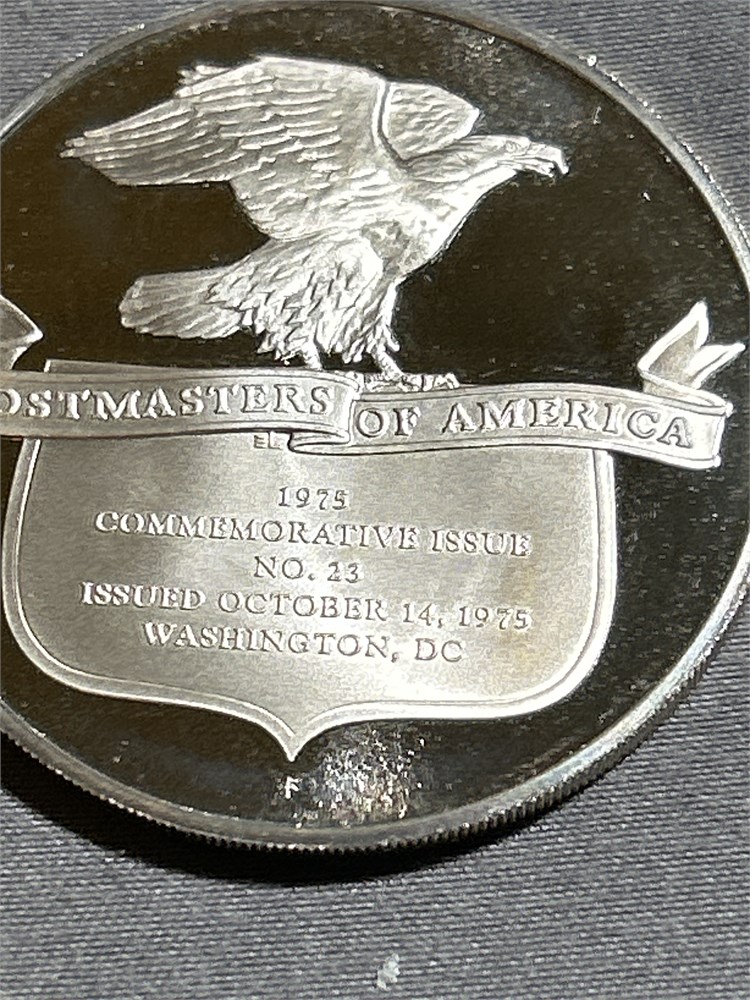 OSTMASTERS OF AMERICA
1975
COMMEMORATIVE ISSUE
NO. 23
ISSUED OCTOBER 14, 1975
WASHINGTON, DC